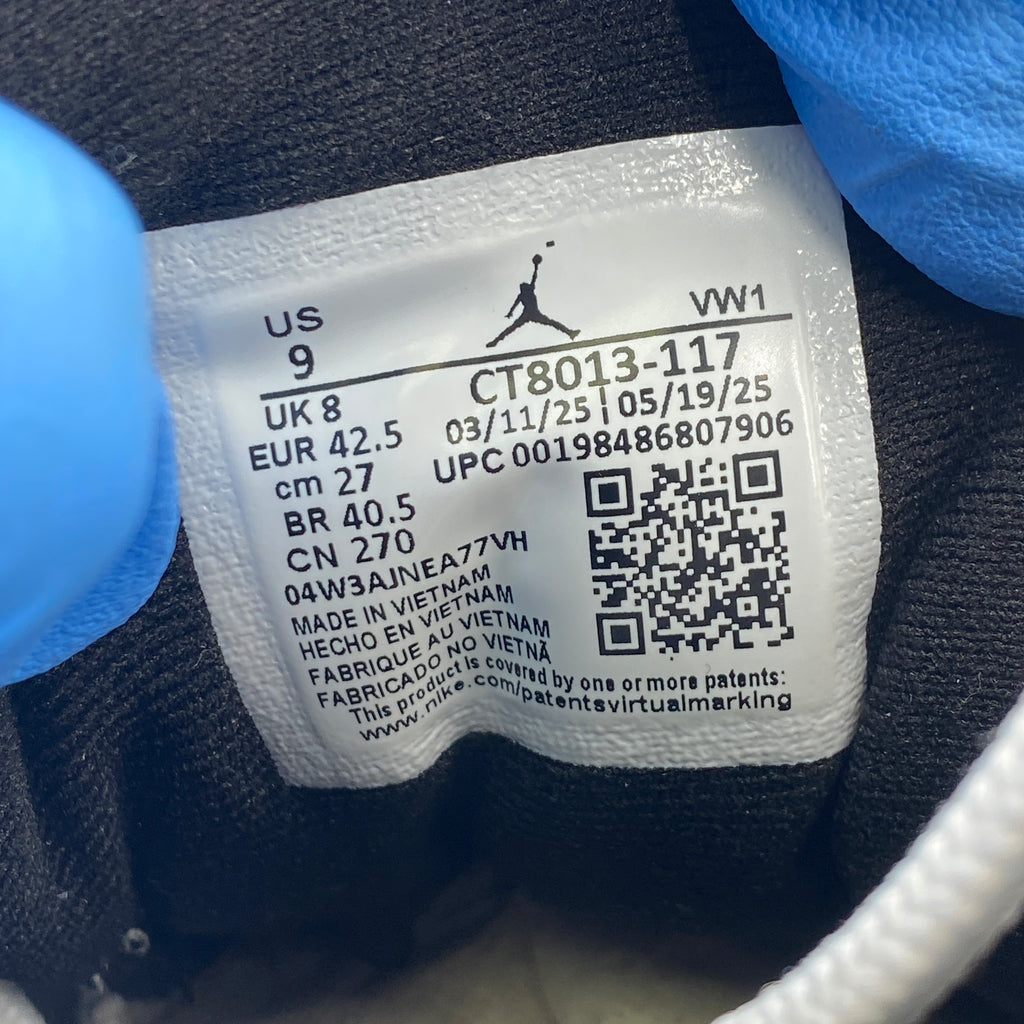 US
9
VW1
UK 8
EUR 42.5
cm 27
BR 40.5
CN 270
CT8013-117
03/11/25 | 05/19/25
UPC 00198486807906
04W3AJNEA77VH
MADE IN VIETNAM
HECHO EN VIETNAM
FABRIQUE AU VIETNAM
FABRICADO NO VIETNÃ
This product is covered by one or more patents:
www.nike.com/patentsvirtualmarking